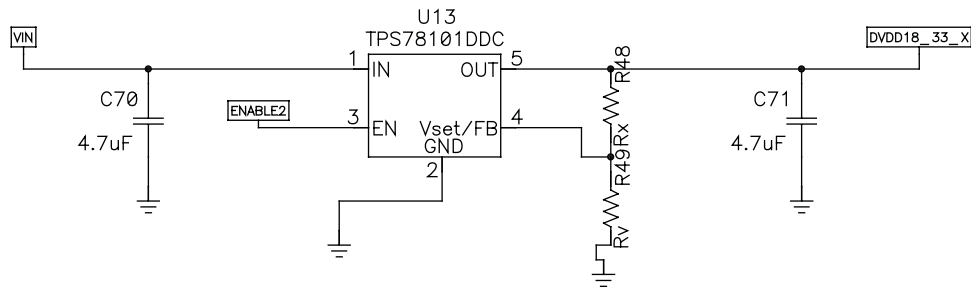 U13
TPS78101DDC
VIN
DVDD18_33_X
1
IN
OUT
5
R48
Rx
C70
4.7uF
ENABLE2
3
EN
Vset/FB
4
GND
2
R49
Rv
C71
4.7uF